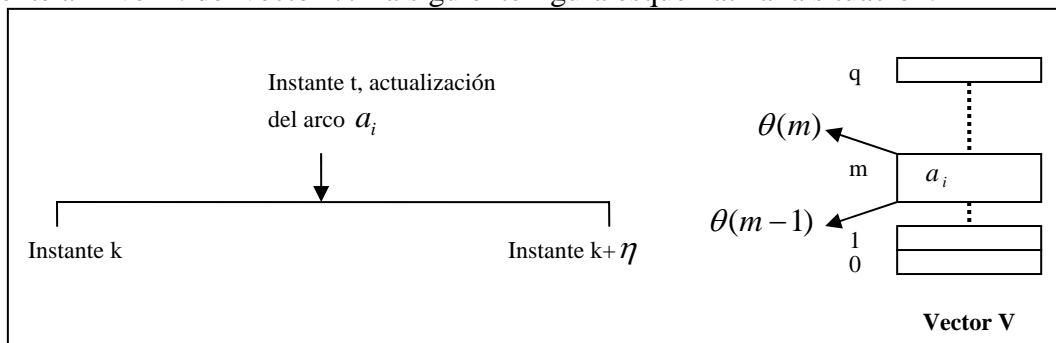 Instante t, actualización
del arco a_i
Instante k
Instante k+ η
q
θ(m)
m
a_i
θ(m−1)
1
0
Vector V